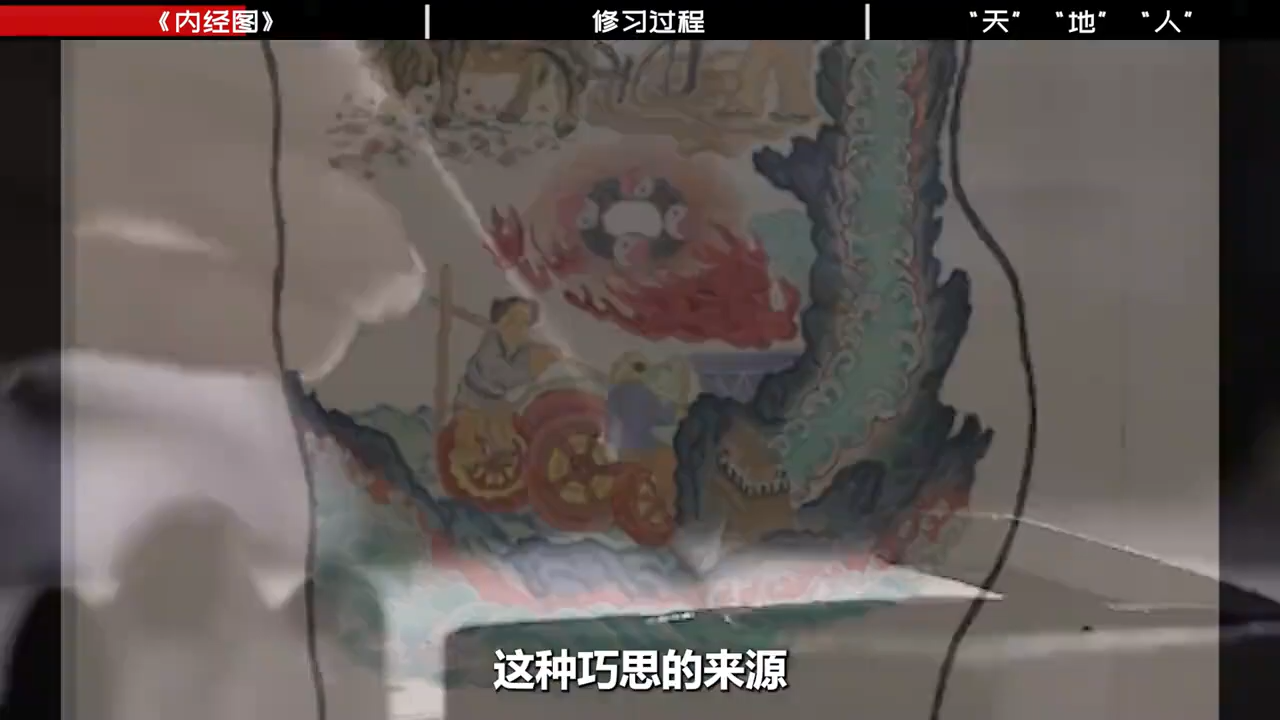 《内经图》
修习过程
“天” “地” “人”
这种巧思的来源